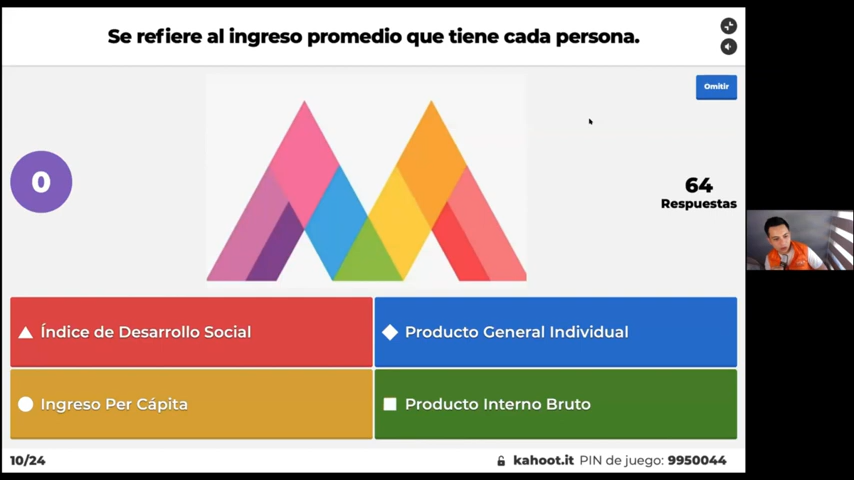 Se refiere al ingreso promedio que tiene cada persona.
Omitir
0
64
Respuestas
Índice de Desarrollo Social
Producto General Individual
Ingreso Per Cápita
Producto Interno Bruto
10/24
kahoot.it PIN de juego: 9950044